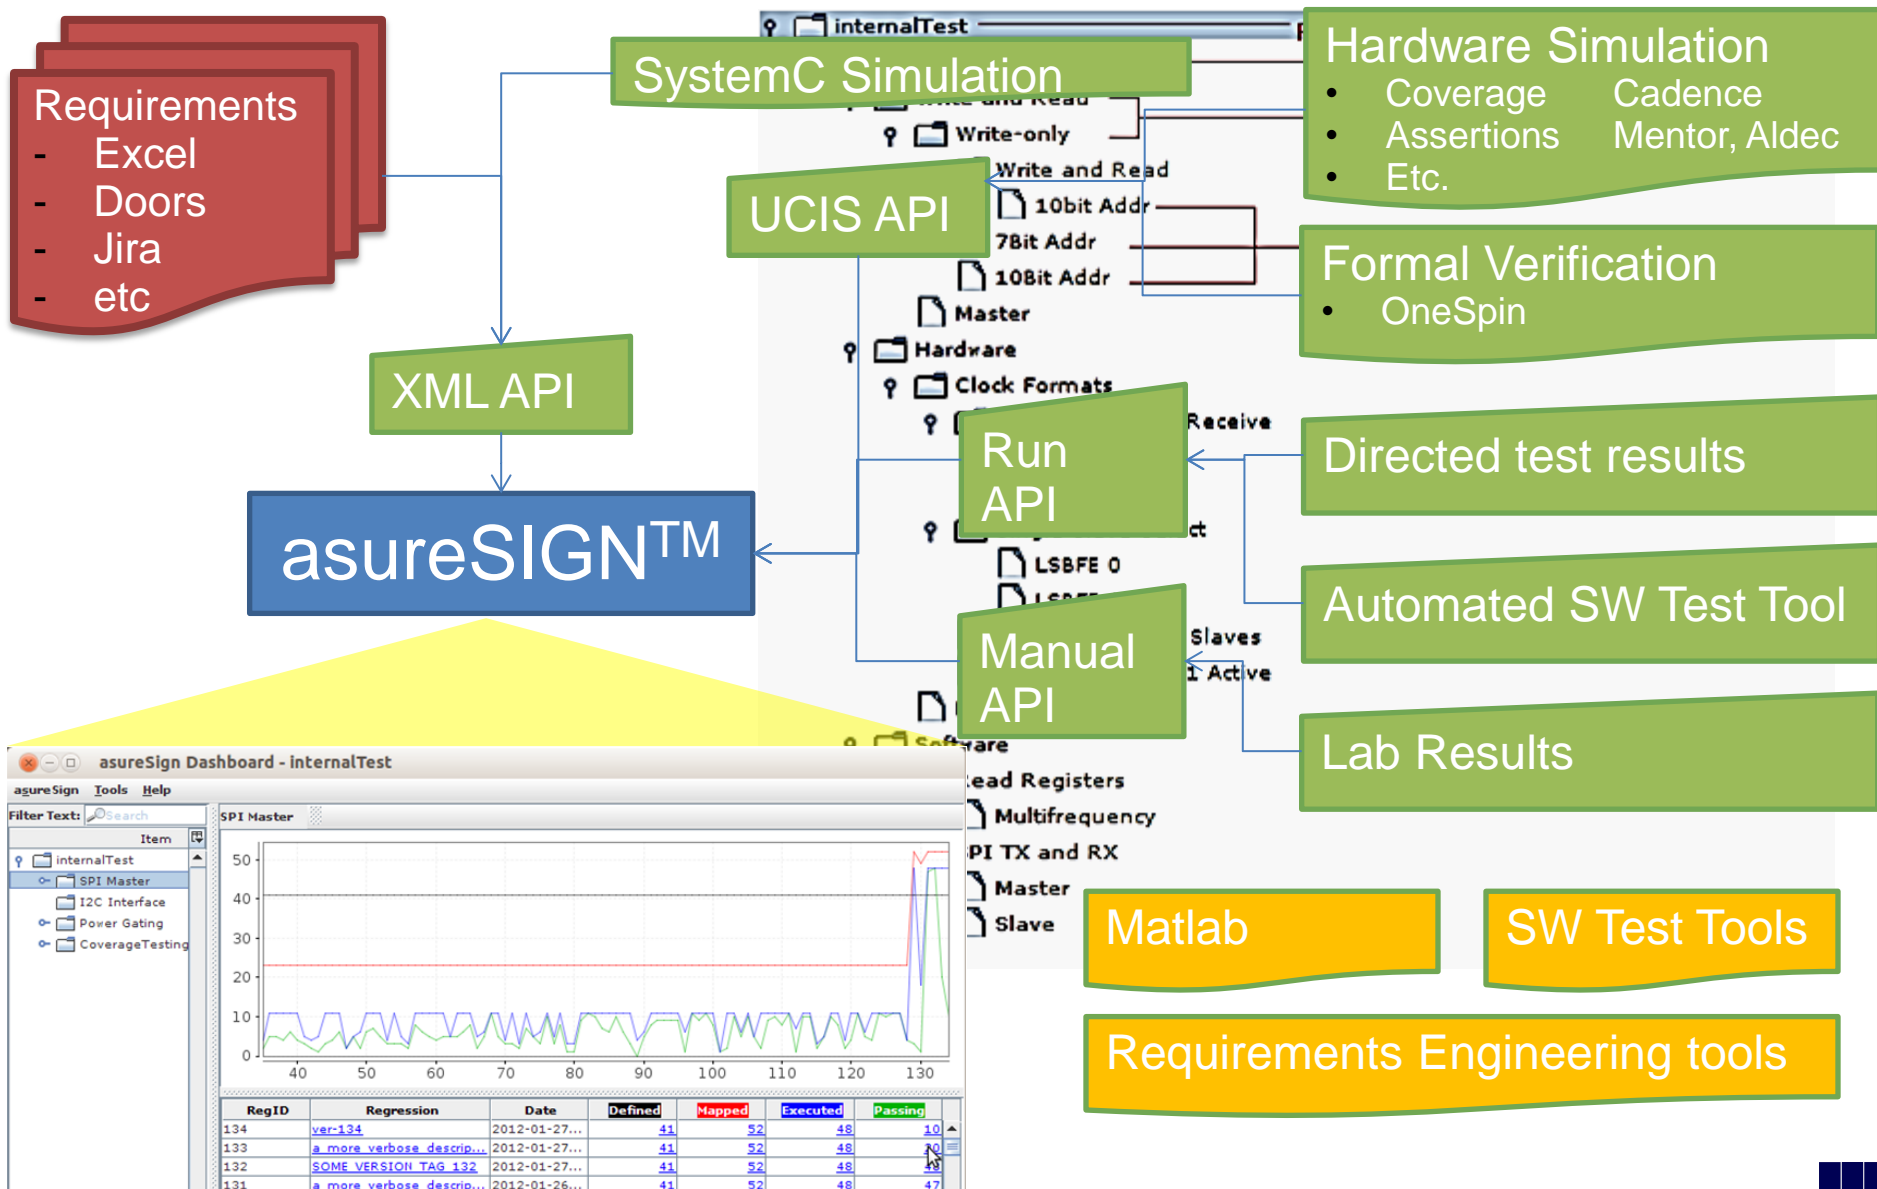 Requirements
- Excel
- Doors
- Jira
- etc
SystemC Simulation
internalTest
Hardware Simulation
• Coverage Cadence
• Assertions Mentor, Aldec
• Etc.
Write-only
Write and Read
10bit Addr
7Bit Addr
10Bit Addr
Master
UCIS API
Formal Verification
• OneSpin
XML API
Hardware
Clock Formats
Receive
Run
API
Directed test results
asureSIGN™
LSBFE 0
Automated SW Test Tool
Manual
API
Slaves
1 Active
Lab Results
Software
Read Registers
Multifrequency
SPI TX and RX
Master
Slave
Matlab
SW Test Tools
Requirements Engineering tools
asureSign Dashboard - internalTest
asureSign Tools Help
Filter Text: Search
Item
internalTest
SPI Master
I2C Interface
Power Gating
CoverageTesting
SPI Master
50
40
30
20
10
0
40 50 60 70 80 90 100 110 120 130
RegID Regression Date Defined Mapped Executed Passing
134 ver-134 2012-01-27... 41 52 48 10
133 a more verbose descrip... 2012-01-27... 41 52 48
132 SOME VERSION TAG 132 2012-01-27... 41 52 48
131 a more verbose descrip... 2012-01-26... 41 52 48 47